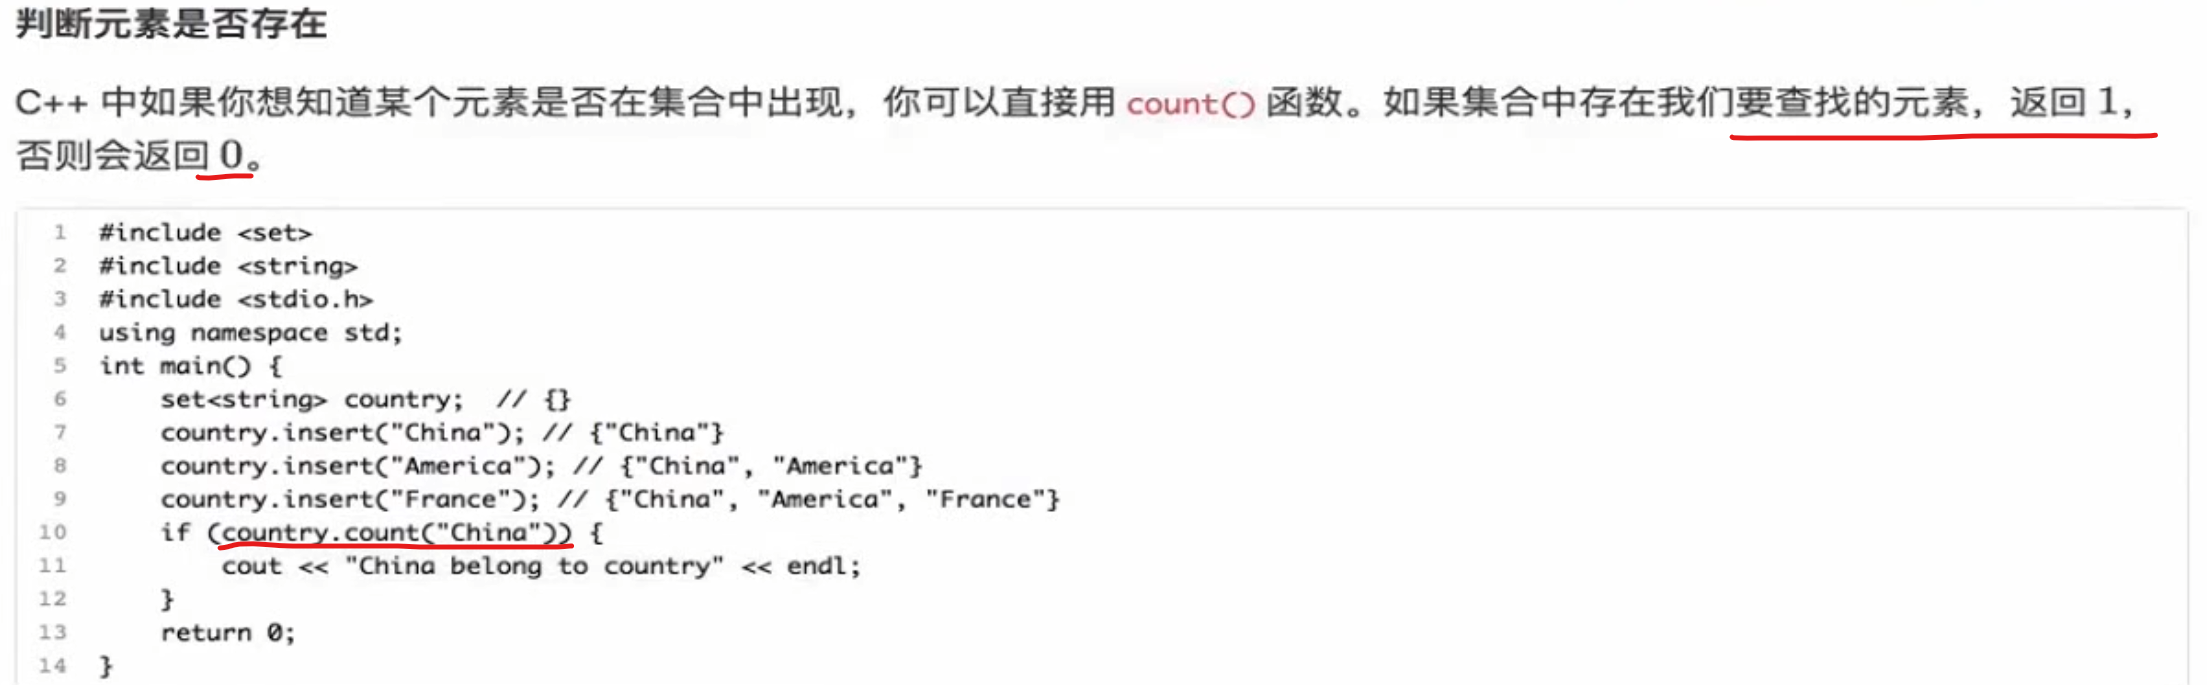 判断元素是否存在
C++ 中如果你想知道某个元素是否在集合中出现，你可以直接用 count() 函数。如果集合中存在我们要查找的元素，返回 1，
否则会返回 0。
1 #include <set>
2 #include <string>
3 #include <stdio.h>
4 using namespace std;
5 int main() {
6     set<string> country;  // {}
7     country.insert("China"); // {"China"}
8     country.insert("America"); // {"China", "America"}
9     country.insert("France"); // {"China", "America", "France"}
10     if (country.count("China")) {
11         cout << "China belong to country" << endl;
12     }
13     return 0;
14 }